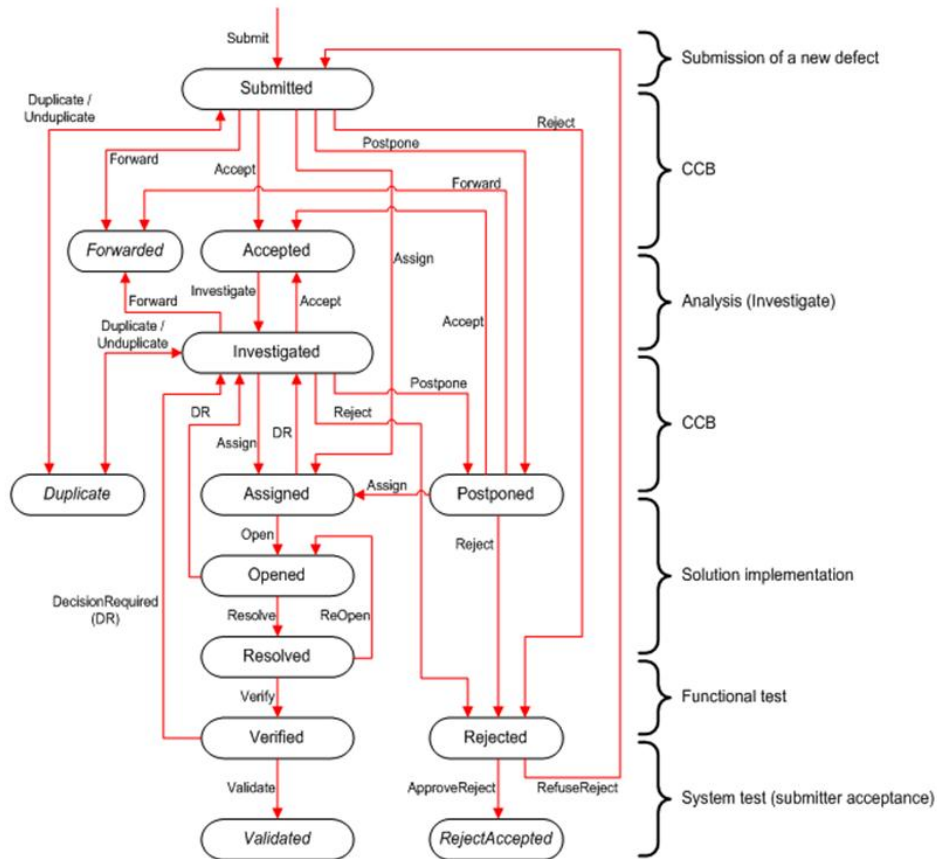 Submit
Submission of a new defect
Submitted
Duplicate /
Unduplicate
Reject
Postpone
Forward
Accept
CCB
Forward
Forwarded
Accepted
Assign
Investigate
Accept
Forward
Analysis (Investigate)
Duplicate /
Unduplicate
Accept
Investigated
Postpone
DR
Reject
Assign
DR
CCB
Duplicate
Assigned
Assign
Postponed
Open
Reject
Opened
Solution implementation
DecisionRequired
(DR)
Resolve
ReOpen
Resolved
Verify
Functional test
Verified
Rejected
Validate
ApproveReject
RefuseReject
System test (submitter acceptance)
Validated
RejectAccepted